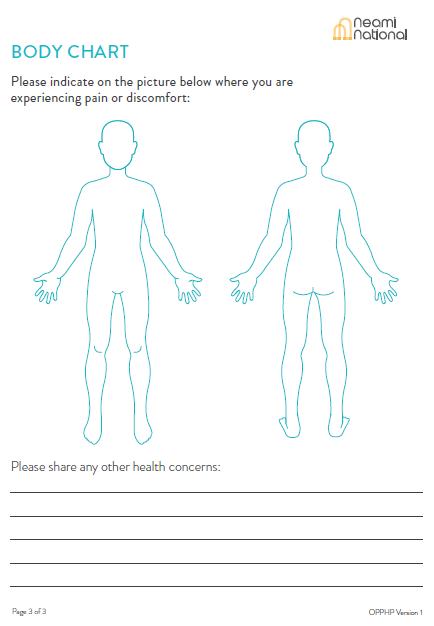 Neami
National
BODY CHART
Please indicate on the picture below where you are
experiencing pain or discomfort:
Please share any other health concerns:
Page 3 of 3
OPPHP Version 1